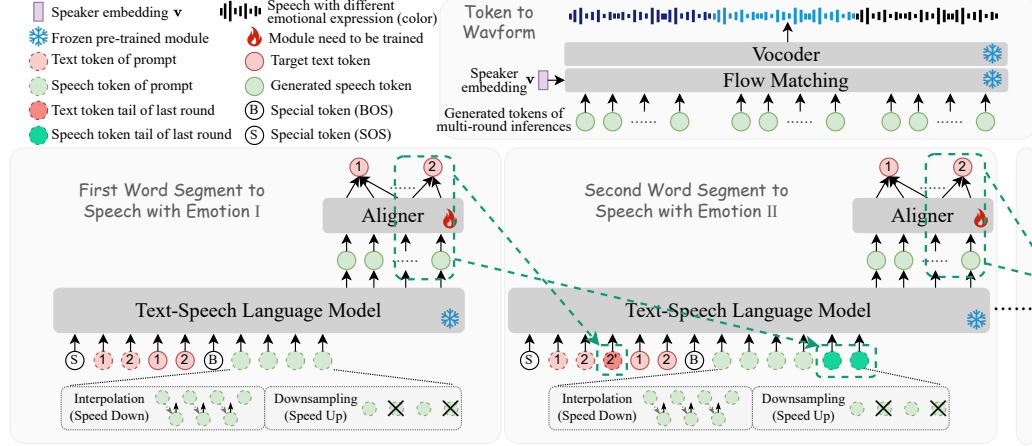 Speaker embedding v
Speech with different
emotional expression (color)
Frozen pre-trained module
Module need to be trained
Text token of prompt
Target text token
Speech token of prompt
Generated speech token
Text token tail of last round
Special token (BOS)
B
Speech token tail of last round
Special token (SOS)
S
Token to
Wavform
Vocoder
Flow Matching
Speaker
embedding v
Generated tokens of
multi-round inferences
......
......
......
First Word Segment to
Speech with Emotion I
1
2
......
Aligner
......
Text-Speech Language Model
S 1 2 1 2 B
Interpolation
(Speed Down)
Downsampling
(Speed Up)
Second Word Segment to
Speech with Emotion II
1
2
......
Aligner
......
Text-Speech Language Model
S 1 2 2' 1 2 B
Interpolation
(Speed Down)
Downsampling
(Speed Up)
......